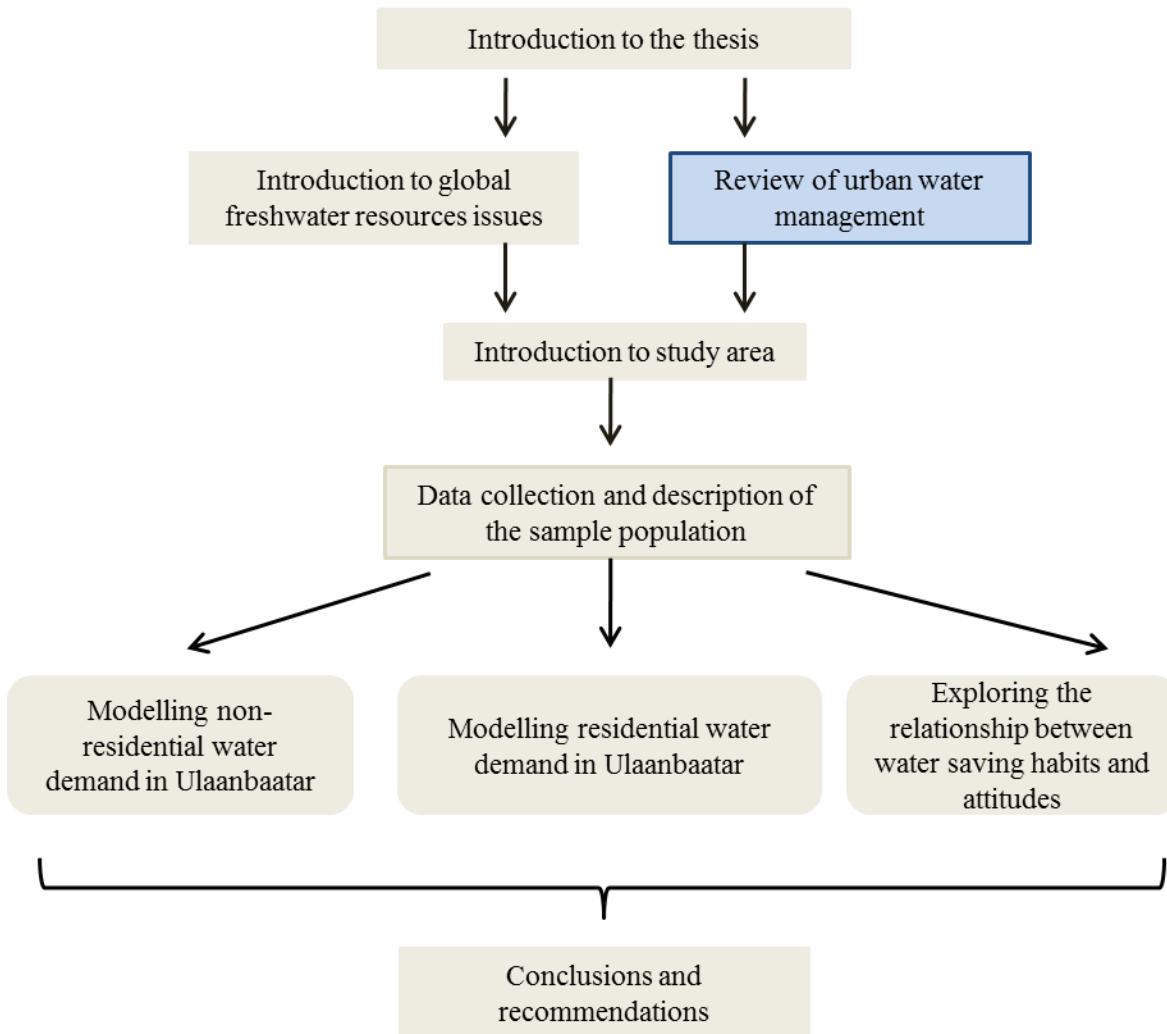 Introduction to the thesis
Introduction to global
freshwater resources issues
Review of urban water
management
Introduction to study area
Data collection and description of
the sample population
Modelling non-
residential water
demand in Ulaanbaatar
Modelling residential water
demand in Ulaanbaatar
Exploring the
relationship between
water saving habits and
attitudes
Conclusions and
recommendations